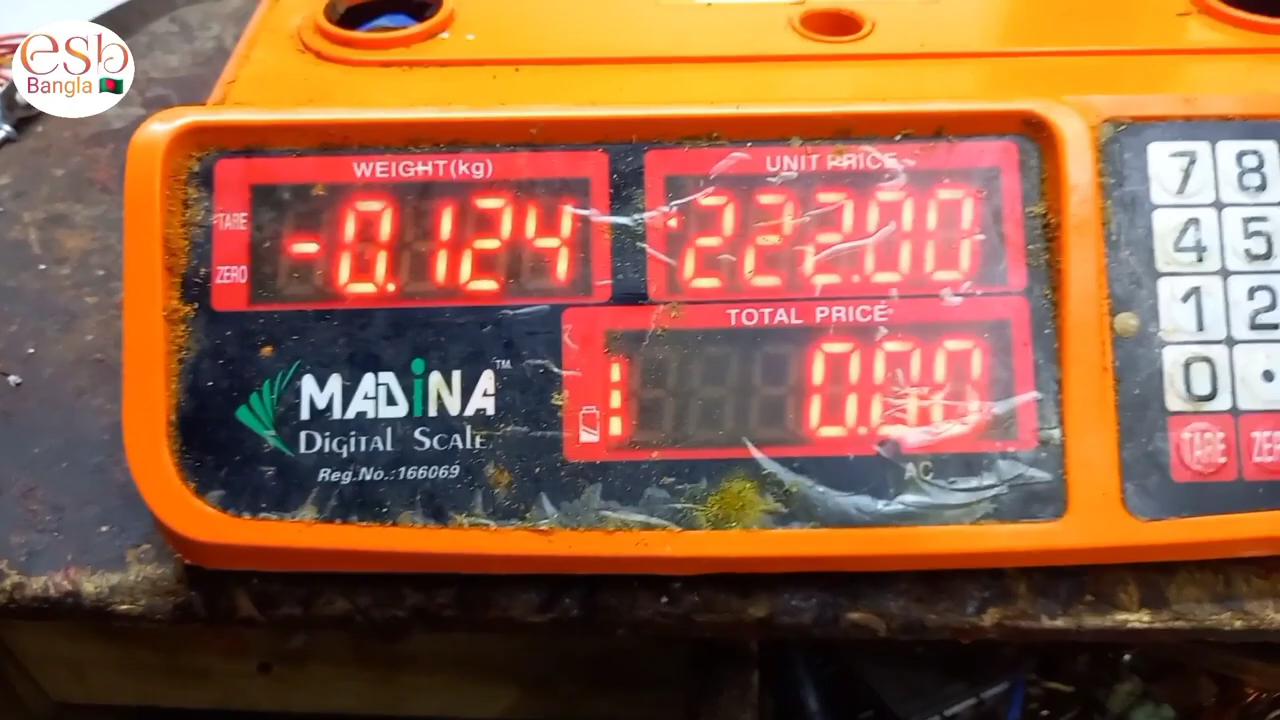 esb
Bangla
WEIGHT(kg)
UNIT PRICE
TARE
ZERO
-0.124
222.00
TOTAL PRICE
0.00
MADiNA™
Digital Scale
Reg.No.:166069
AC
7 8
4 5
1 2
0 .
TARE